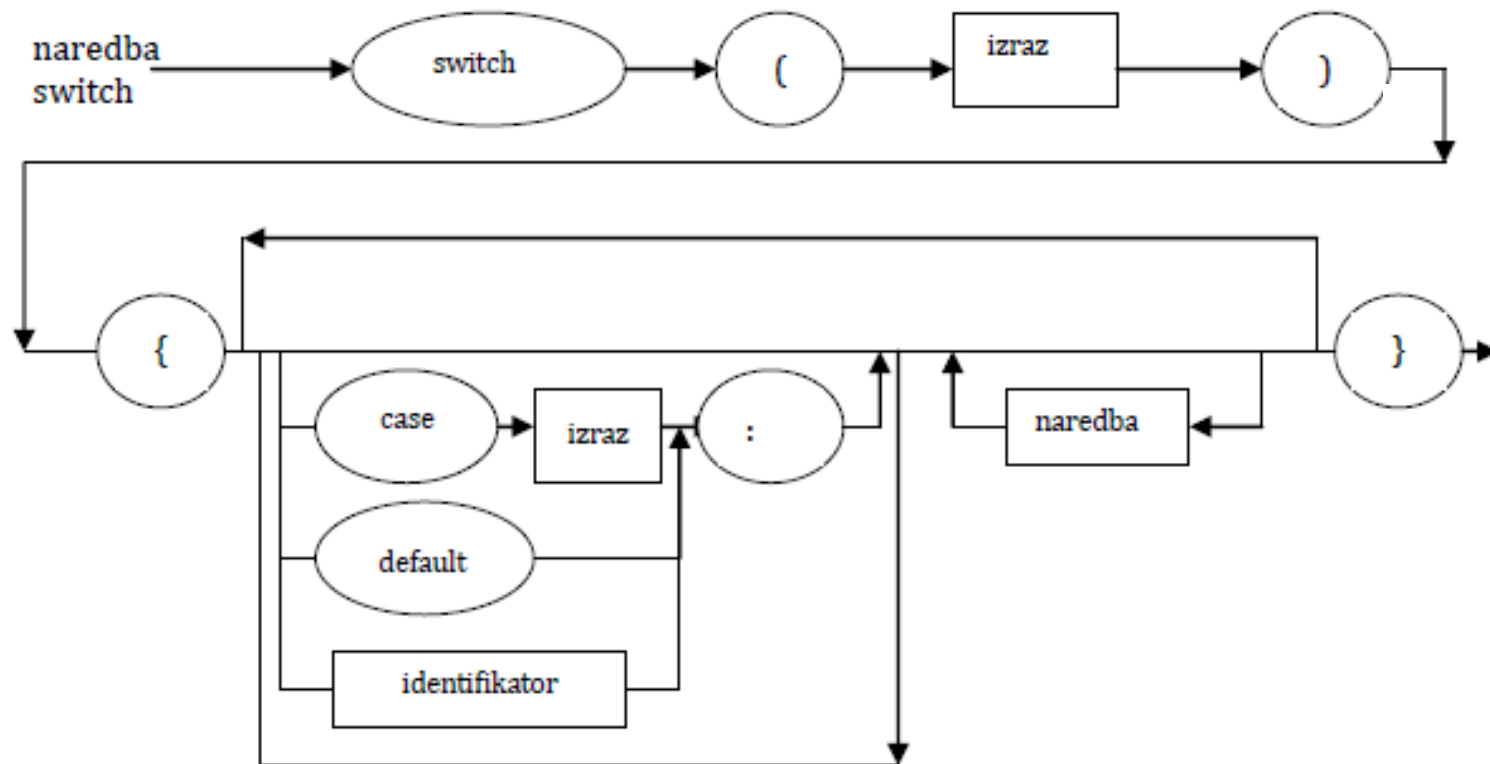 naredba
switch
switch
(
izraz
)
{
}
case
izraz
:
naredba
default
identifikator